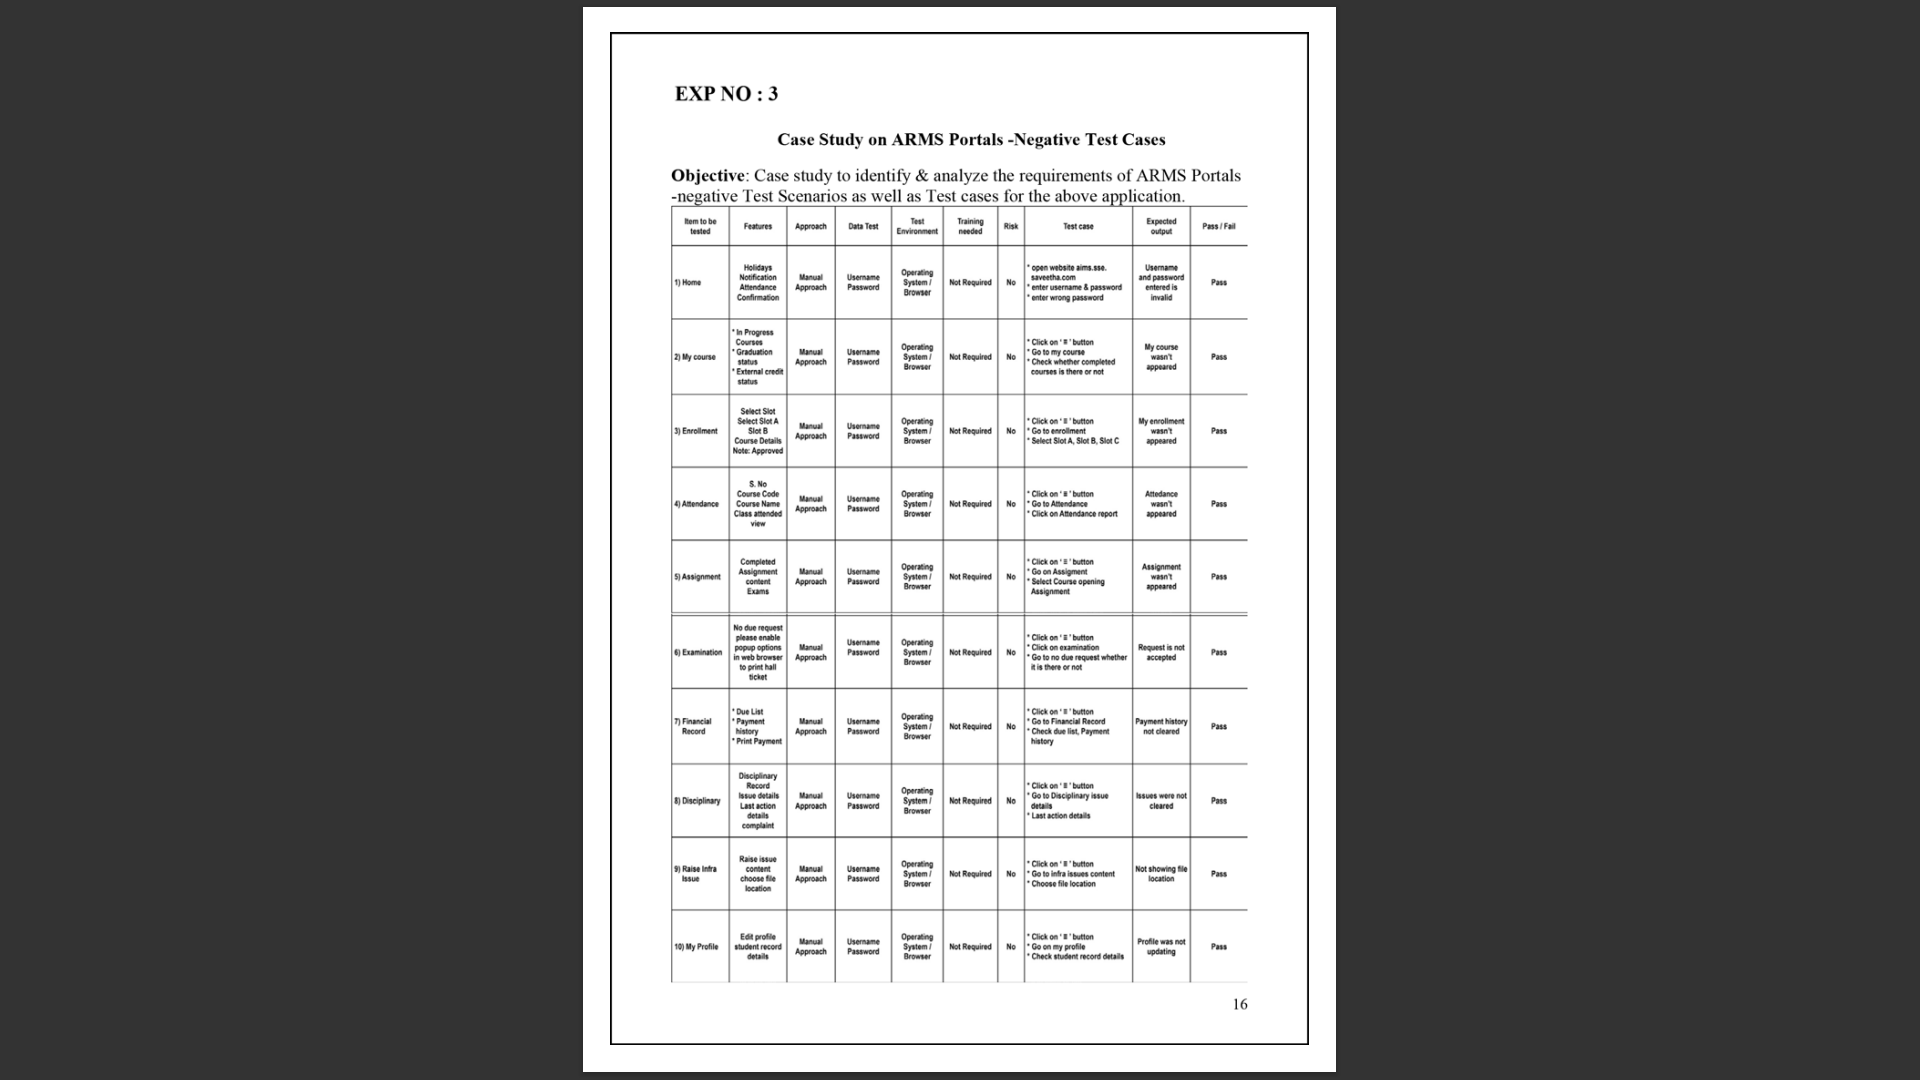 EXP NO : 3
Case Study on ARMS Portals -Negative Test Cases
Objective: Case study to identify & analyze the requirements of ARMS Portals
-negative Test Scenarios as well as Test cases for the above application.
Item to be
tested
Features
Approach
Data Test
Test
Environment
Training
needed
Risk
Test case
Expected
output
Pass / Fail
1) Home
Holidays
Notification
Attendance
Confirmation
Manual
Approach
Username
Password
Operating
System /
Browser
Not Required
No
* open website aims.sse.
saveetha.com
* enter username & password
* enter wrong password
Username
and password
entered is
invalid
Pass
2) My course
* In Progress
Courses
* Graduation
status
* External credit
status
Manual
Approach
Username
Password
Operating
System /
Browser
Not Required
No
* Click on ' ≡ ' button
* Go to my course
* Check whether completed
courses is there or not
My course
wasn't
appeared
Pass
3) Enrollment
Select Slot
Select Slot A
Slot B
Course Details
Note: Approved
Manual
Approach
Username
Password
Operating
System /
Browser
Not Required
No
* Click on ' ≡ ' button
* Go to enrollment
* Select Slot A, Slot B, Slot C
My enrollment
wasn't
appeared
Pass
4) Attendance
S. No
Course Code
Course Name
Class attended
view
Manual
Approach
Username
Password
Operating
System /
Browser
Not Required
No
* Click on ' ≡ ' button
* Go to Attendance
* Click on Attendance report
Attedance
wasn't
appeared
Pass
5) Assignment
Completed
Assignment
content
Exams
Manual
Approach
Username
Password
Operating
System /
Browser
Not Required
No
* Click on ' ≡ ' button
* Go on Assigment
* Select Course opening
Assignment
Assignment
wasn't
appeared
Pass
6) Examination
No due request
please enable
popup options
in web browser
to print hall
ticket
Manual
Approach
Username
Password
Operating
System /
Browser
Not Required
No
* Click on ' ≡ ' button
* Click on examination
* Go to no due request whether
it is there or not
Request is not
accepted
Pass
7) Financial
Record
* Due List
* Payment
history
* Print Payment
Manual
Approach
Username
Password
Operating
System /
Browser
Not Required
No
* Click on ' ≡ ' button
* Go to Financial Record
* Check due list, Payment
history
Payment history
not cleared
Pass
8) Disciplinary
Disciplinary
Record
Issue details
Last action
details
complaint
Manual
Approach
Username
Password
Operating
System /
Browser
Not Required
No
* Click on ' ≡ ' button
* Go to Disciplinary issue
details
* Last action details
Issues were not
cleared
Pass
9) Raise Infra
Issue
Raise issue
content
choose file
location
Manual
Approach
Username
Password
Operating
System /
Browser
Not Required
No
* Click on ' ≡ ' button
* Go to infra issues content
* Choose file location
Not showing file
location
Pass
10) My Profile
Edit profile
student record
details
Manual
Approach
Username
Password
Operating
System /
Browser
Not Required
No
* Click on ' ≡ ' button
* Go on my profile
* Check student record details
Profile was not
updating
Pass
16